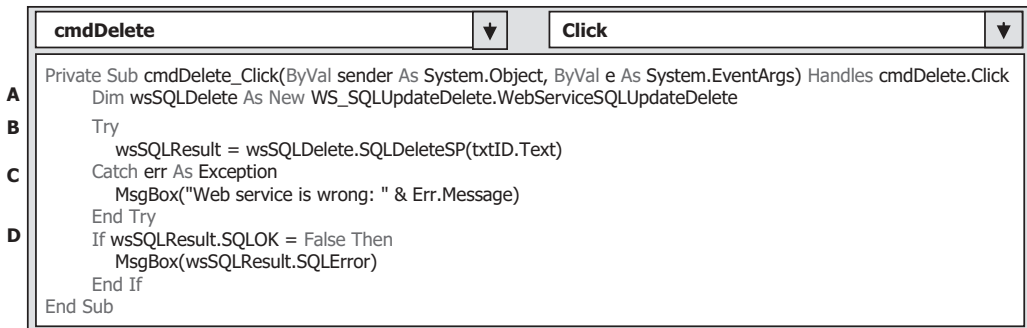 cmdDelete Click
Private Sub cmdDelete_Click(ByVal sender As System.Object, ByVal e As System.EventArgs) Handles cmdDelete.Click
A Dim wsSQLDelete As New WS_SQLUpdateDelete.WebServiceSQLUpdateDelete
B Try
wsSQLResult = wsSQLDelete.SQLDeleteSP(txtID.Text)
C Catch err As Exception
MsgBox("Web service is wrong: " & Err.Message)
End Try
D If wsSQLResult.SQLOK = False Then
MsgBox(wsSQLResult.SQLError)
End If
End Sub